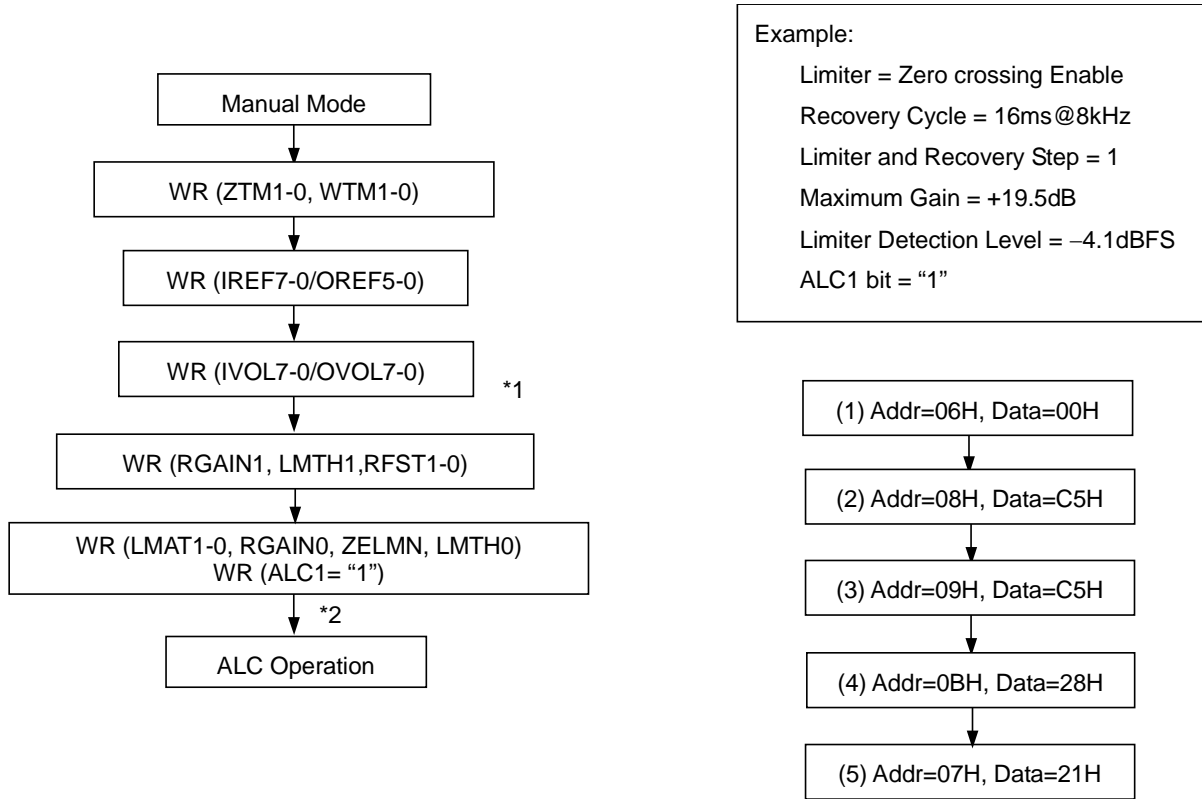 Manual Mode
WR (ZTM1-0, WTM1-0)
WR (IREF7-0/OREF5-0)
WR (IVOL7-0/OVOL7-0)
*1
WR (RGAIN1, LMTH1,RFST1-0)
WR (LMAT1-0, RGAIN0, ZELMN, LMTH0)
WR (ALC1= “1”)
*2
ALC Operation
Example:
Limiter = Zero crossing Enable
Recovery Cycle = 16ms@8kHz
Limiter and Recovery Step = 1
Maximum Gain = +19.5dB
Limiter Detection Level = −4.1dBFS
ALC1 bit = “1”
(1) Addr=06H, Data=00H
(2) Addr=08H, Data=C5H
(3) Addr=09H, Data=C5H
(4) Addr=0BH, Data=28H
(5) Addr=07H, Data=21H